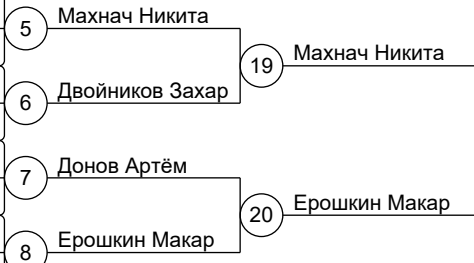 5 Махнач Никита
19 Махнач Никита
6 Двойников Захар
7 Донов Артём
20 Ерошкин Макар
8 Ерошкин Макар